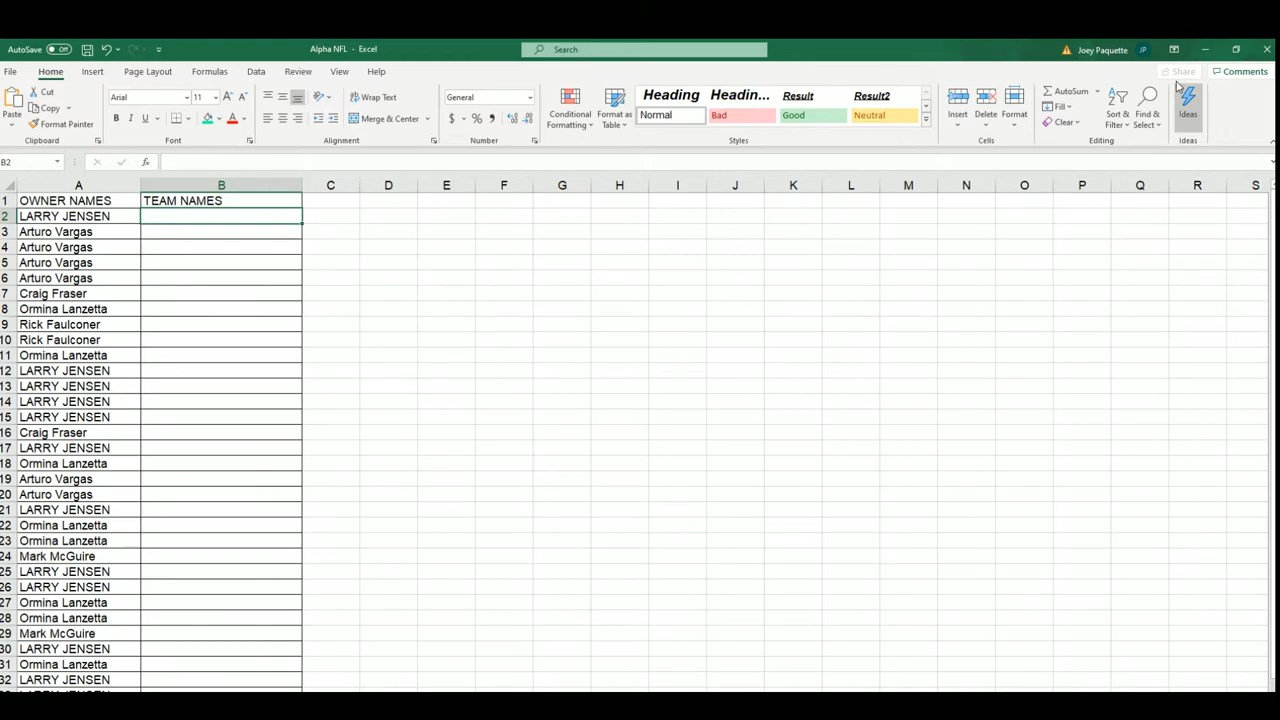 AutoSave Off Alpha NFL - Excel Search Joey Paquette JP
File Home Insert Page Layout Formulas Data Review View Help Share Comments
Paste Cut Copy Format Painter Clipboard
Arial 11 A A B I U A Font
Wrap Text Merge & Center Alignment
General $ % Number
Conditional Formatting Format as Table
Heading Headin... Result Result2
Normal Bad Good Neutral
Styles
Insert Delete Format Cells
AutoSum Fill Clear Sort & Filter Find & Select Editing
Ideas Ideas
B2 fx
A B C D E F G H I J K L M N O P Q R S
1 OWNER NAMES TEAM NAMES
2 LARRY JENSEN
3 Arturo Vargas
4 Arturo Vargas
5 Arturo Vargas
6 Arturo Vargas
7 Craig Fraser
8 Ormina Lanzetta
9 Rick Faulconer
10 Rick Faulconer
11 Ormina Lanzetta
12 LARRY JENSEN
13 LARRY JENSEN
14 LARRY JENSEN
15 LARRY JENSEN
16 Craig Fraser
17 LARRY JENSEN
18 Ormina Lanzetta
19 Arturo Vargas
20 Arturo Vargas
21 LARRY JENSEN
22 Ormina Lanzetta
23 Ormina Lanzetta
24 Mark McGuire
25 LARRY JENSEN
26 LARRY JENSEN
27 Ormina Lanzetta
28 Ormina Lanzetta
29 Mark McGuire
30 LARRY JENSEN
31 Ormina Lanzetta
32 LARRY JENSEN